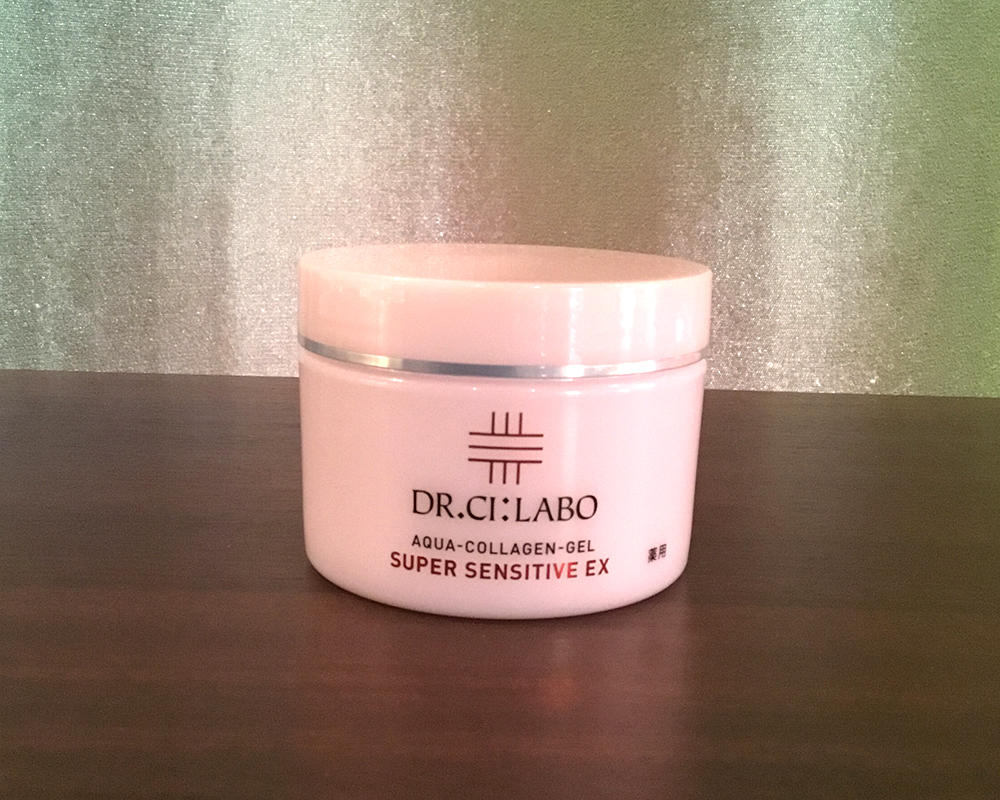 DR.CI:LABO
AQUA-COLLAGEN-GEL
SUPER SENSITIVE EX
薬用